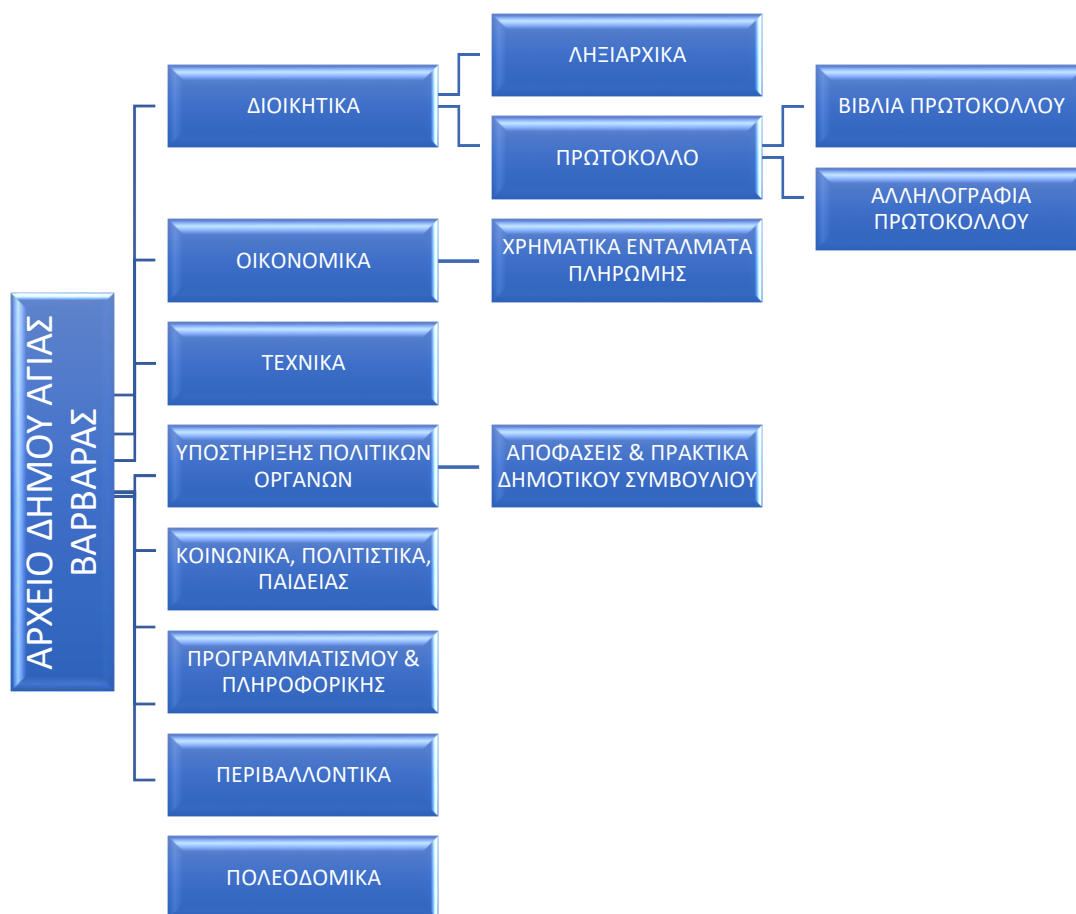 ΑΡΧΕΙΟ ΔΗΜΟΥ ΑΓΙΑΣ
ΒΑΡΒΑΡΑΣ
ΔΙΟΙΚΗΤΙΚΑ
ΛΗΞΙΑΡΧΙΚΑ
ΠΡΩΤΟΚΟΛΛΟ
ΒΙΒΛΙΑ ΠΡΩΤΟΚΟΛΛΟΥ
ΑΛΛΗΛΟΓΡΑΦΙΑ
ΠΡΩΤΟΚΟΛΛΟΥ
ΟΙΚΟΝΟΜΙΚΑ
ΧΡΗΜΑΤΙΚΑ ΕΝΤΑΛΜΑΤΑ
ΠΛΗΡΩΜΗΣ
ΤΕΧΝΙΚΑ
ΥΠΟΣΤΗΡΙΞΗΣ ΠΟΛΙΤΙΚΩΝ
ΟΡΓΑΝΩΝ
ΑΠΟΦΑΣΕΙΣ & ΠΡΑΚΤΙΚΑ
ΔΗΜΟΤΙΚΟΥ ΣΥΜΒΟΥΛΙΟΥ
ΚΟΙΝΩΝΙΚΑ, ΠΟΛΙΤΙΣΤΙΚΑ,
ΠΑΙΔΕΙΑΣ
ΠΡΟΓΡΑΜΜΑΤΙΣΜΟΥ &
ΠΛΗΡΟΦΟΡΙΚΗΣ
ΠΕΡΙΒΑΛΛΟΝΤΙΚΑ
ΠΟΛΕΟΔΟΜΙΚΑ